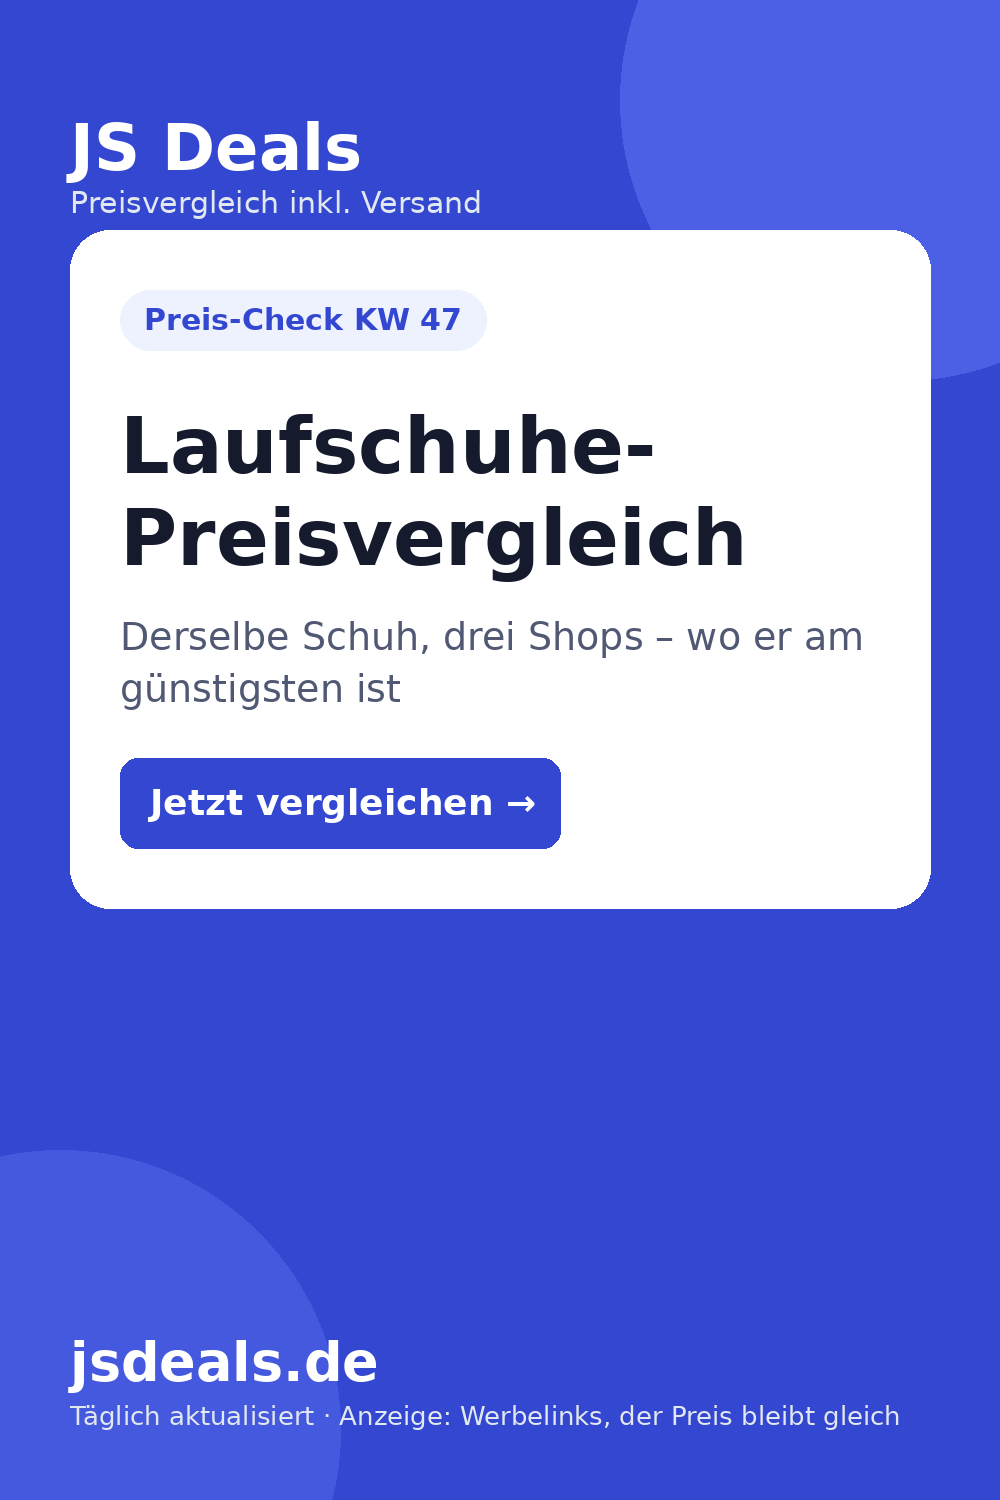 JS Deals
Preisvergleich inkl. Versand
Preis-Check KW 47
Laufschuhe-
Preisvergleich
Derselbe Schuh, drei Shops – wo er am
günstigsten ist
Jetzt vergleichen →
jsdeals.de
Täglich aktualisiert · Anzeige: Werbelinks, der Preis bleibt gleich